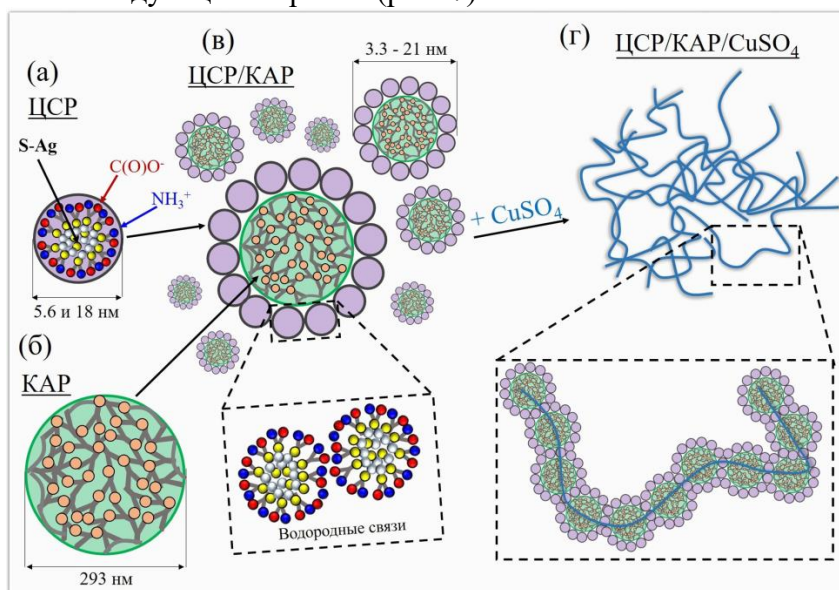 (а)
ЦСР
S-Ag
C(O)O⁻
NH₃⁺
5.6 и 18 нм
(б)
КАР
293 нм
(в)
ЦСР/КАР
3.3 - 21 нм
Водородные связи
+ CuSO₄
(г)
ЦСР/КАР/CuSO₄